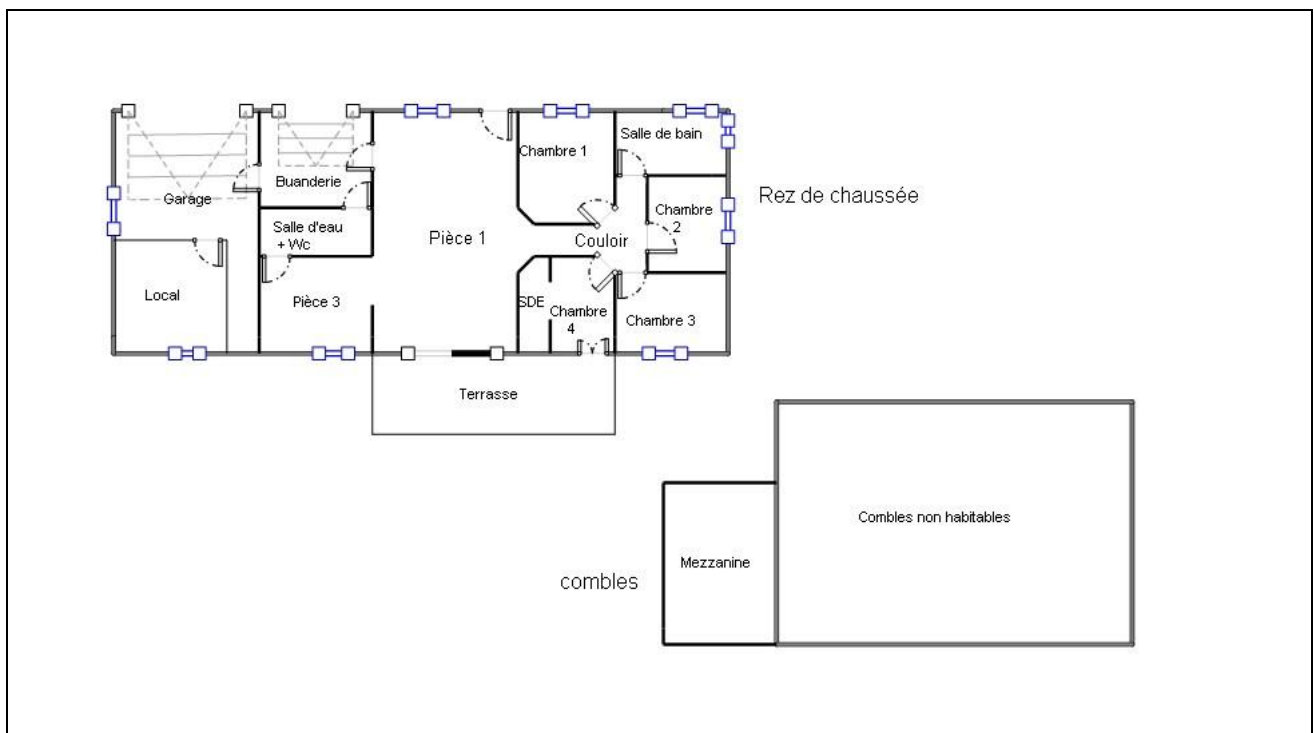 Salle de bain
Chambre 1
Buanderie
Garage
Rez de chaussée
Chambre
2
Salle d'eau
+ Wc
Pièce 1
Couloir
Local
Pièce 3
SDE
Chambre
4
Chambre 3
Terrasse
Combles non habitables
Mezzanine
combles